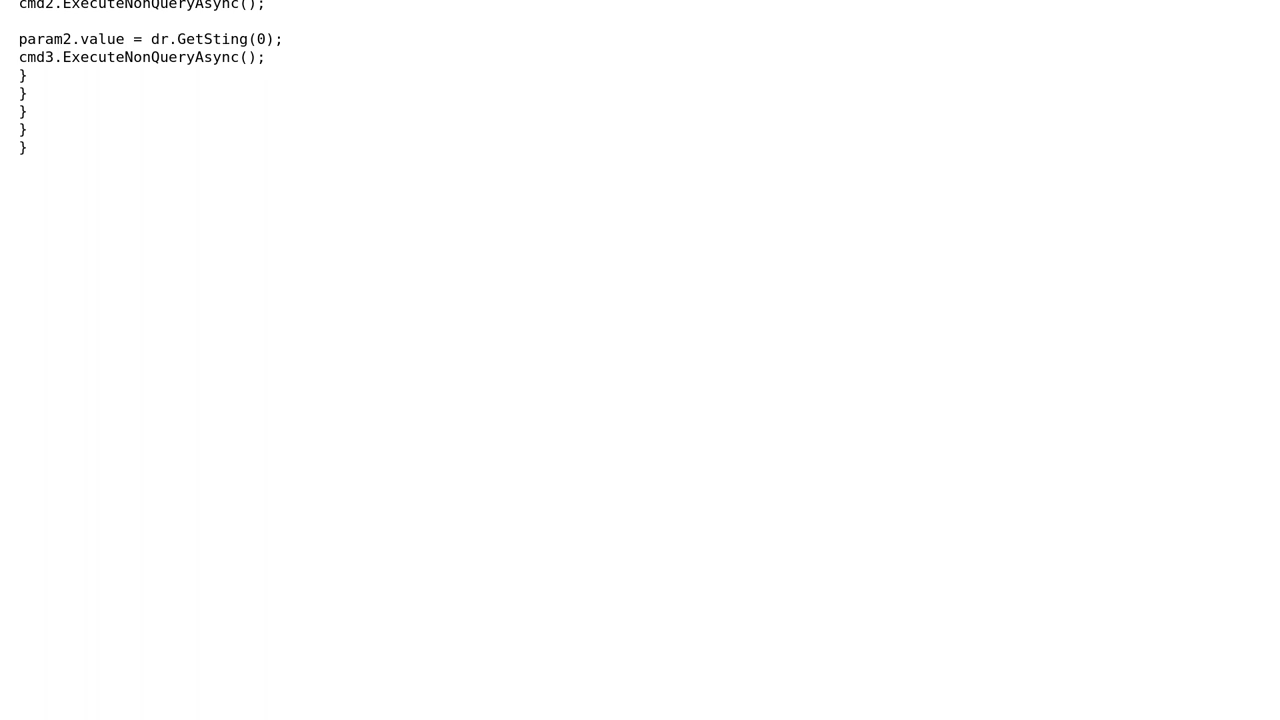 cmd2.ExecuteNonQueryAsync();
param2.value = dr.GetSting(0);
cmd3.ExecuteNonQueryAsync();
}
}
}
}
}